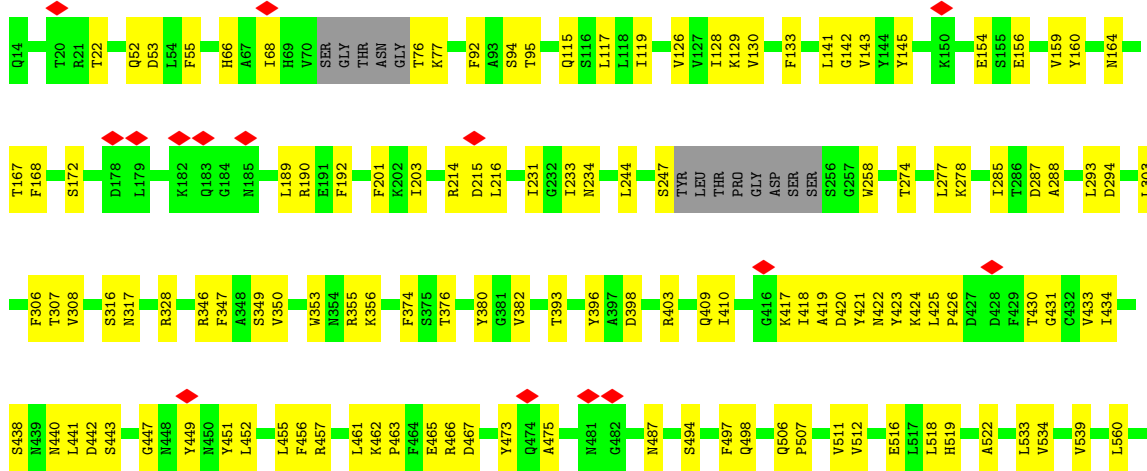 Q14 T20 R21 T22 Q52 D53 L54 F55 H66 A67 I68 H69 V70 SER GLY THR ASN GLY T76 K77 F92 A93 S94 T95 Q115 S116 L117 L118 I119 V126 V127 I128 K129 V130 F133 L141 G142 V143 Y144 Y145 K150 E154 S155 E156 V159 Y160 N164
T167 F168 S172 D178 L179 K182 Q183 G184 N185 L189 R190 E191 F192 F201 K202 I203 R214 D215 L216 I231 G232 I233 N234 L244 S247 TYR LEU THR PRO GLY ASP SER SER S256 G257 W258 T274 L277 K278 I285 T286 D287 A288 L293 D294 L303
F306 T307 V308 S316 N317 R328 R346 F347 A348 S349 V350 W353 N354 R355 K356 F374 S375 T376 Y380 G381 V382 T393 Y396 A397 D398 R403 Q409 I410 G416 K417 I418 A419 D420 Y421 N422 Y423 K424 L425 P426 D427 D428 F429 T430 G431 C432 V433 I434
S438 N439 N440 L441 D442 S443 G447 N448 Y449 N450 Y451 L452 L455 F456 R457 L461 K462 P463 F464 E465 R466 D467 Y473 Q474 A475 N481 G482 N487 S494 F497 Q498 Q506 P507 V511 V512 E516 L517 L518 H519 A522 L533 V534 V539 L560